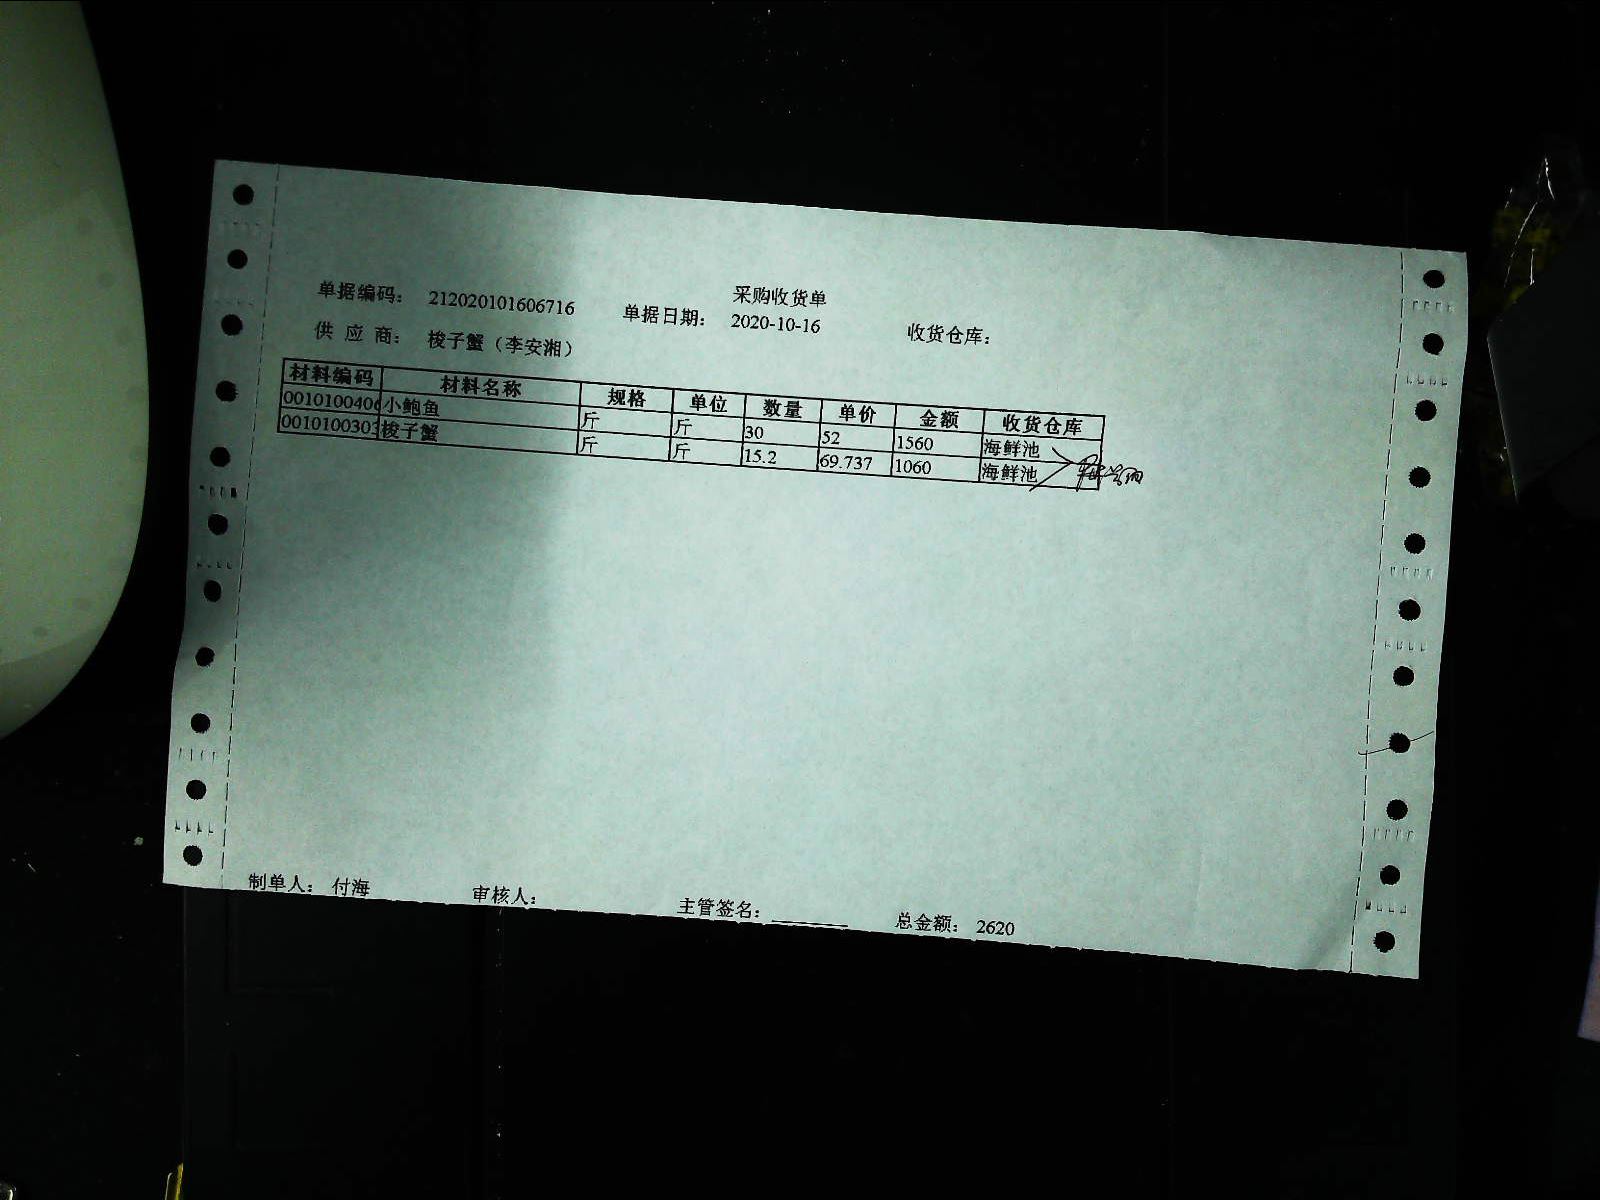 采购收货单
单据编码： 212020101606716 单据日期： 2020-10-16 收货仓库：
供 应 商： 梭子蟹（李安湘）
材料编码 材料名称 规格 单位 数量 单价 金额 收货仓库
0010100406 小鲍鱼 斤 斤 30 52 1560 海鲜池
0010100303 梭子蟹 斤 斤 15.2 69.737 1060 海鲜池
制单人： 付海 审核人： 主管签名： 总金额： 2620